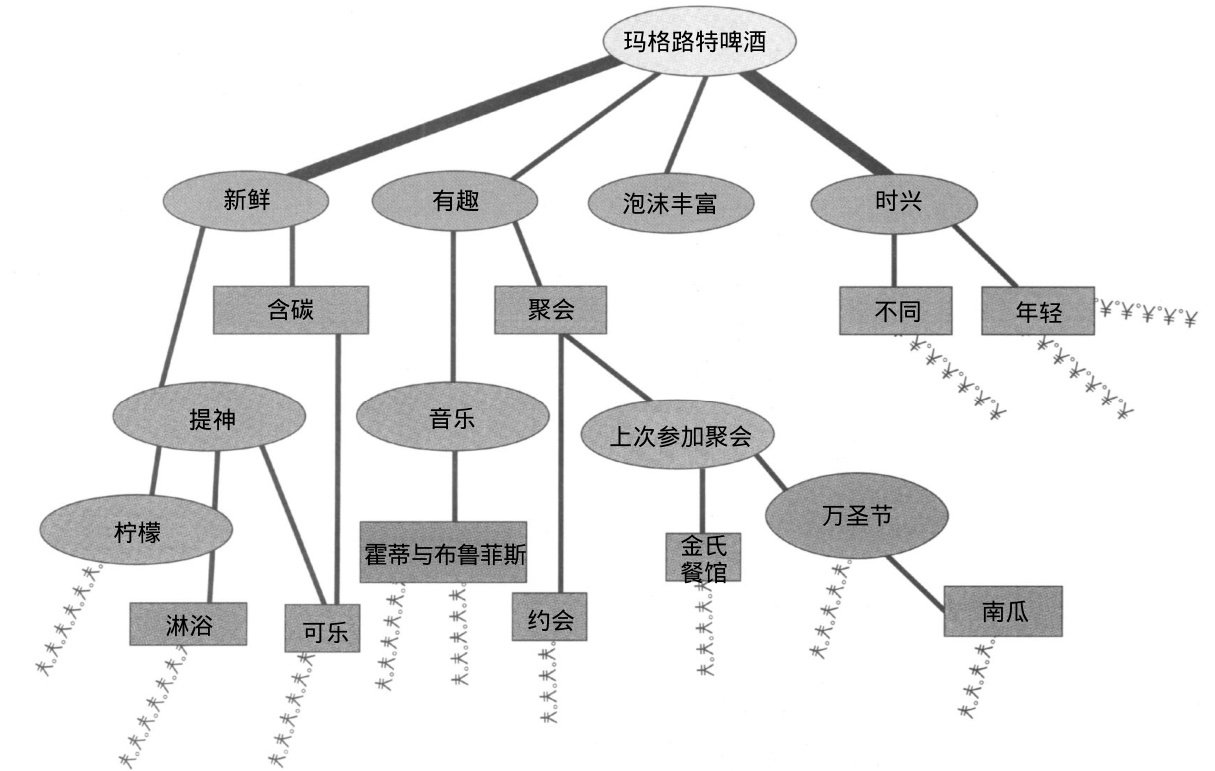 玛格路特啤酒
新鲜
有趣
泡沫丰富
时兴
含碳
聚会
不同
年轻
提神
音乐
上次参加聚会
柠檬
霍蒂与布鲁菲斯
金氏
餐馆
万圣节
淋浴
可乐
约会
南瓜